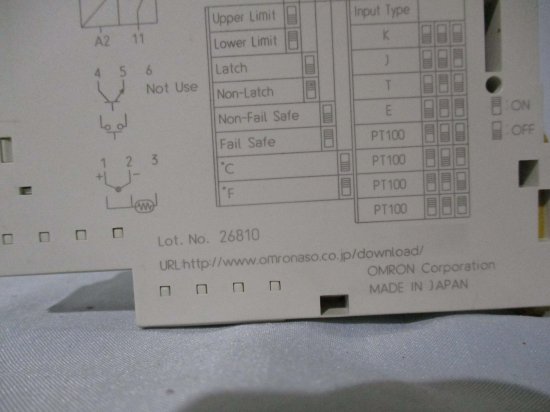 A2 11
4 5 6
Not Use
1 2 3
+ -
Upper Limit
Lower Limit
Latch
Non-Latch
Non-Fail Safe
Fail Safe
°C
°F
Input Type
K
J
T
E
PT100
PT100
PT100
PT100
:ON
:OFF
Lot. No. 26810
URL:http://www.omronaso.co.jp/download/
OMRON Corporation
MADE IN JAPAN